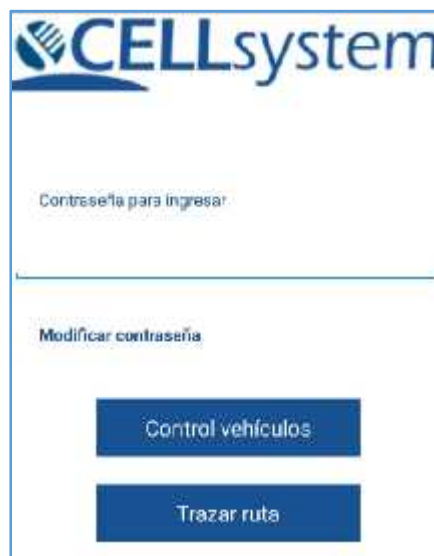 CELLsystem
Contraseña para ingresar
Modificar contraseña
Control vehículos
Trazar ruta